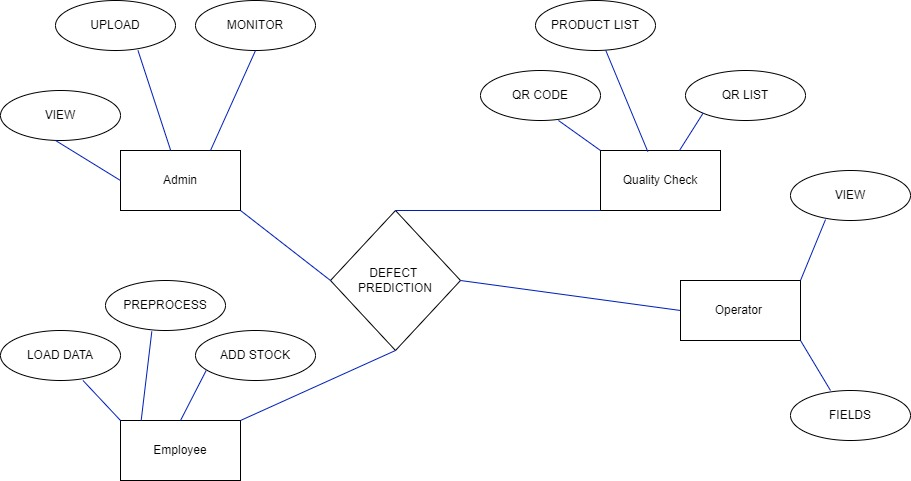 UPLOAD
MONITOR
PRODUCT LIST
VIEW
QR CODE
QR LIST
Admin
Quality Check
VIEW
DEFECT
PREDICTION
PREPROCESS
Operator
LOAD DATA
ADD STOCK
FIELDS
Employee